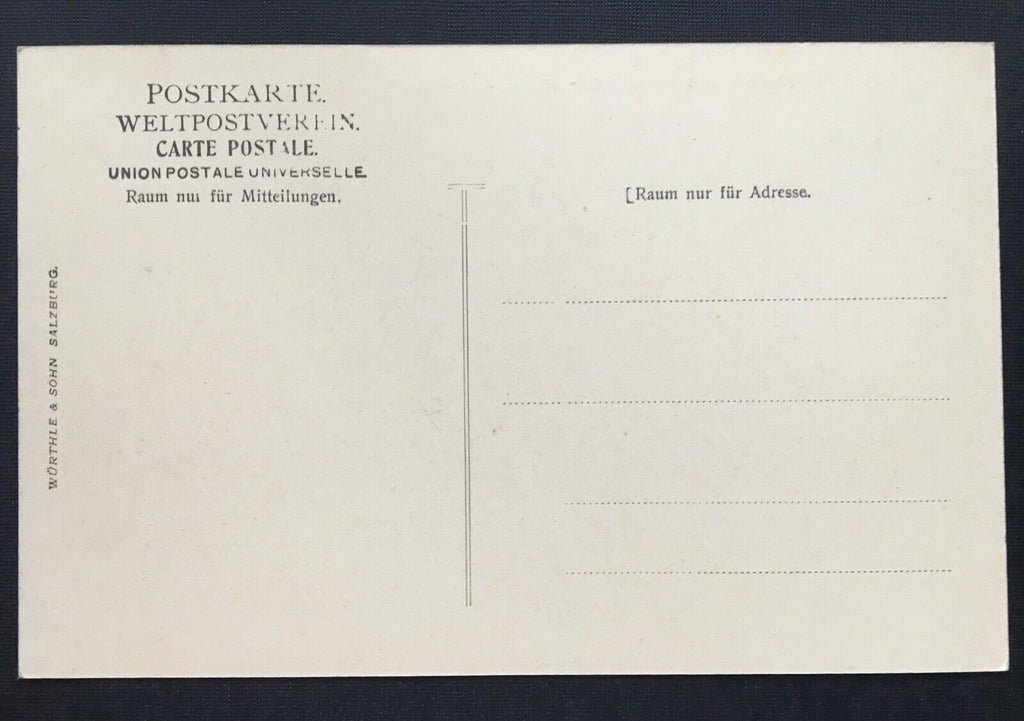 POSTKARTE.
WELTPOSTVEREIN.
CARTE POSTALE.
UNION POSTALE UNIVERSELLE.
Raum nur für Mitteilungen.
[Raum nur für Adresse.
WÜRTHLE & SOHN SALZBURG.